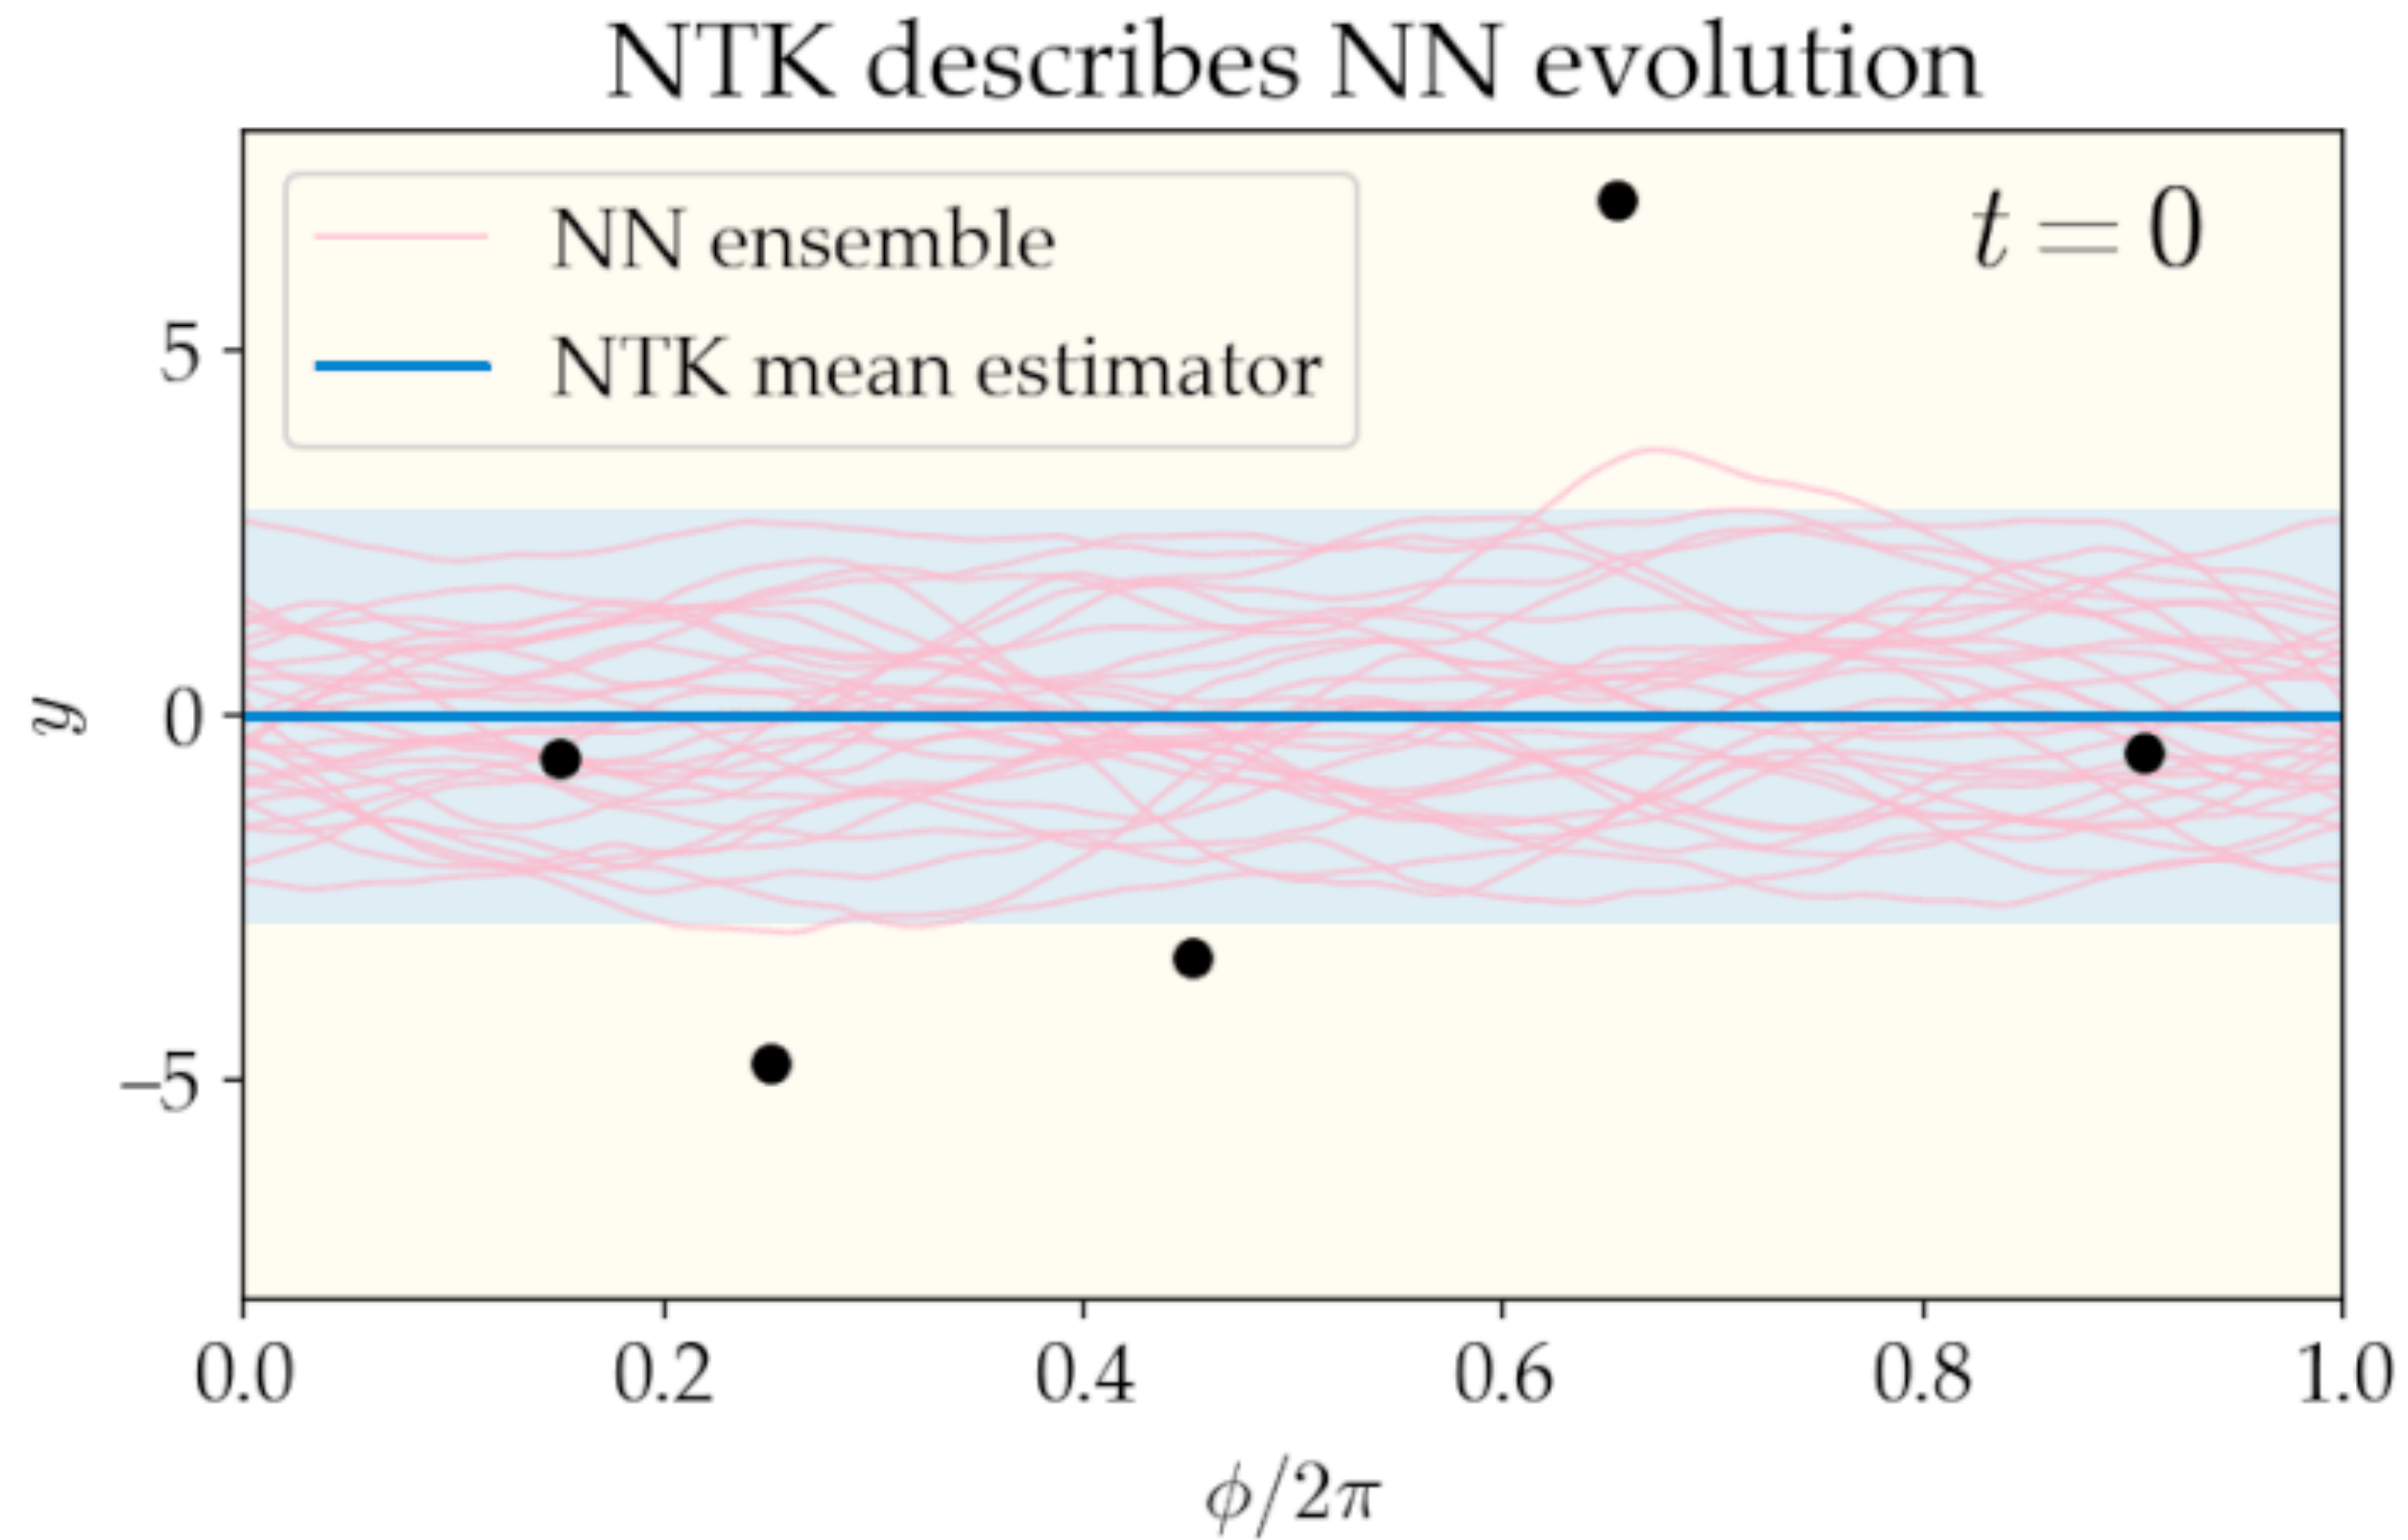 NTK describes NN evolution
NN ensemble
NTK mean estimator
t = 0
5
0
−5
y
0.0 0.2 0.4 0.6 0.8 1.0
ϕ/2π